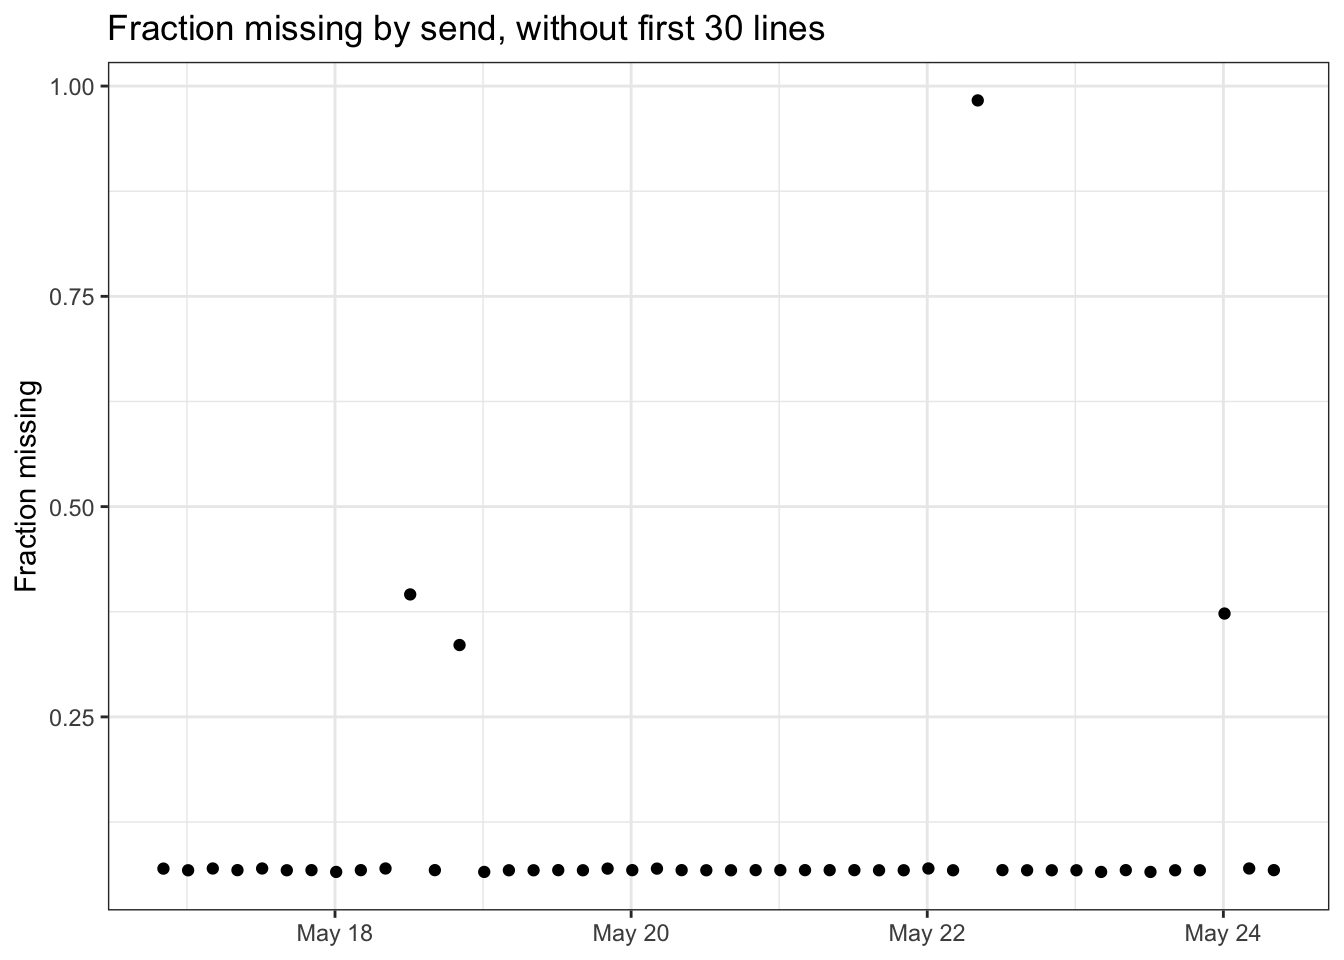 Fraction missing by send, without first 30 lines
1.00
0.75
0.50
0.25
Fraction missing
May 18
May 20
May 22
May 24